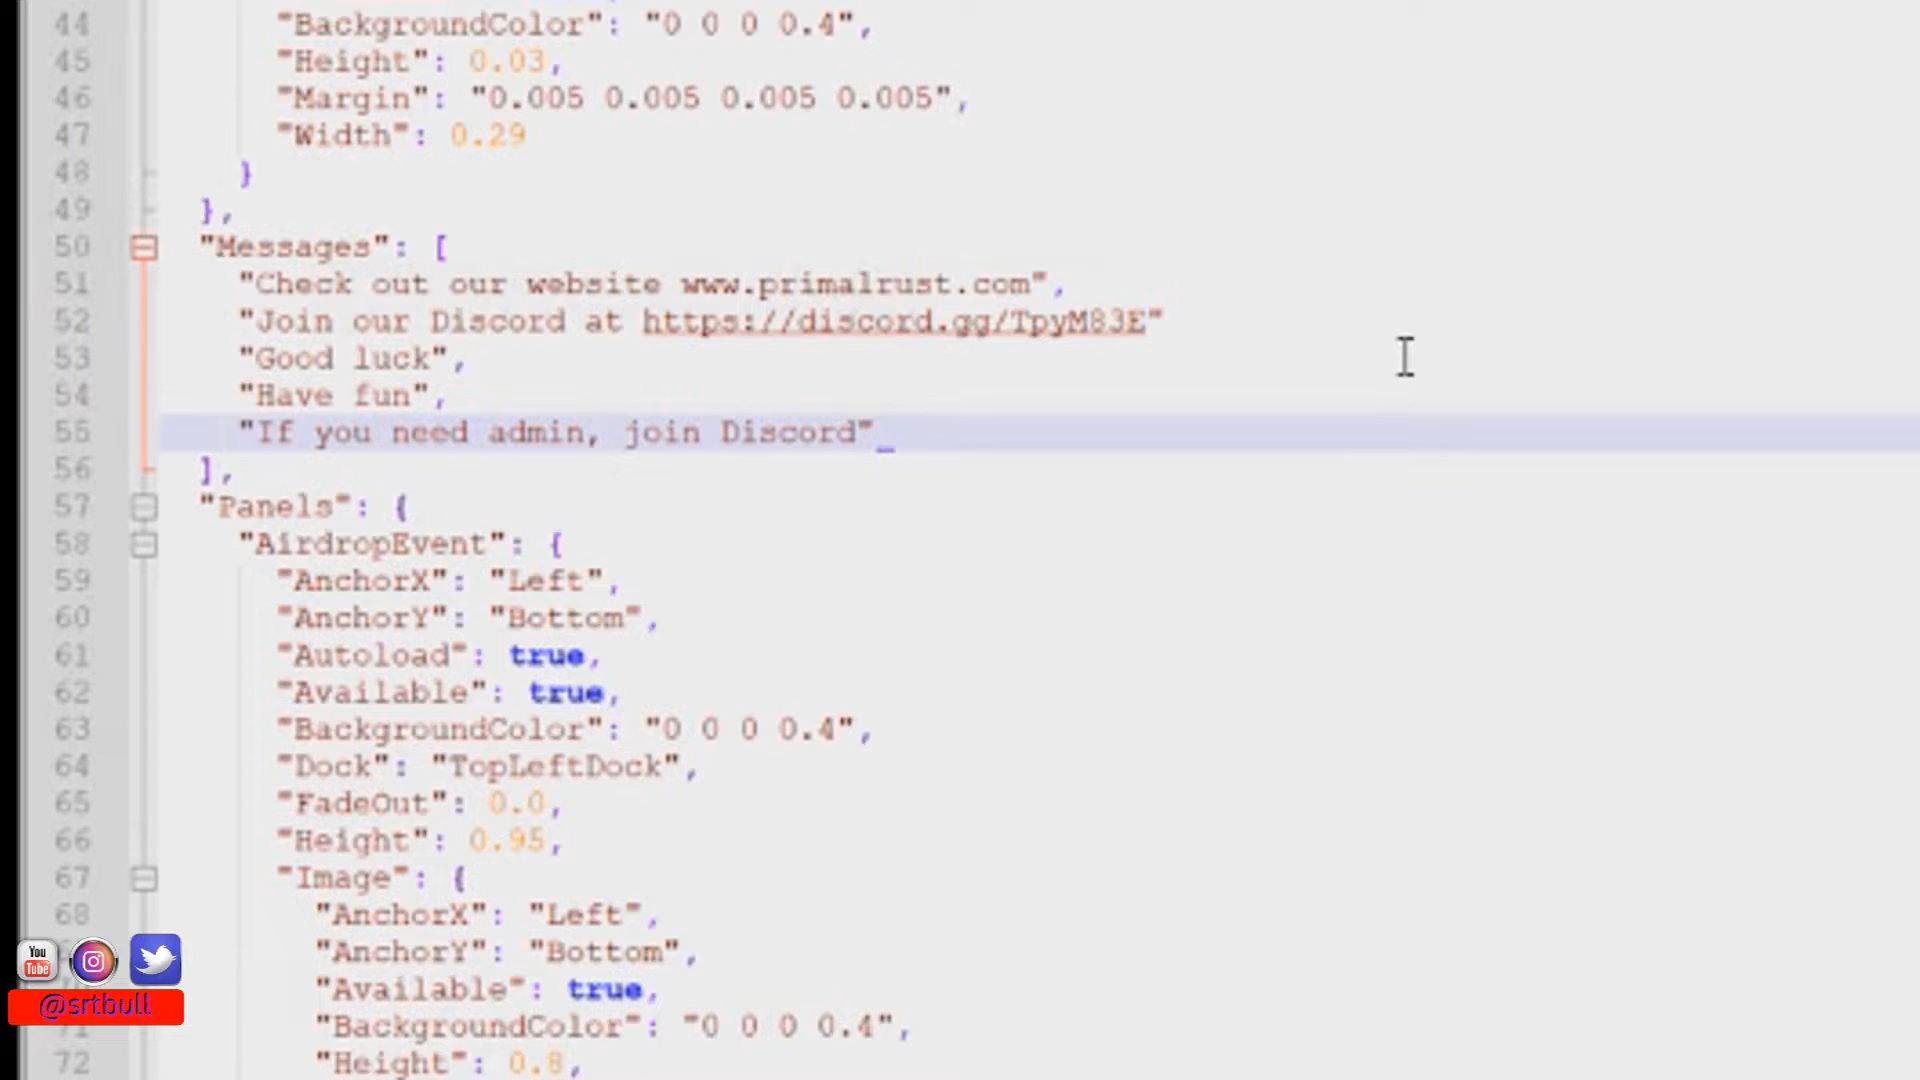 44 "BackgroundColor": "0 0 0 0.4",
45 "Height": 0.03,
46 "Margin": "0.005 0.005 0.005 0.005",
47 "Width": 0.29
48 }
49 },
50 "Messages": [
51 "Check out our website www.primalrust.com",
52 "Join our Discord at https://discord.gg/TpyM83E"
53 "Good luck",
54 "Have fun",
55 "If you need admin, join Discord"
56 ],
57 "Panels": {
58 "AirdropEvent": {
59 "AnchorX": "Left",
60 "AnchorY": "Bottom",
61 "Autoload": true,
62 "Available": true,
63 "BackgroundColor": "0 0 0 0.4",
64 "Dock": "TopLeftDock",
65 "FadeOut": 0.0,
66 "Height": 0.95,
67 "Image": {
68 "AnchorX": "Left",
"AnchorY": "Bottom",
"Available": true,
71 "BackgroundColor": "0 0 0 0.4",
72 "Height": 0.8,
You Tube
@srtbull